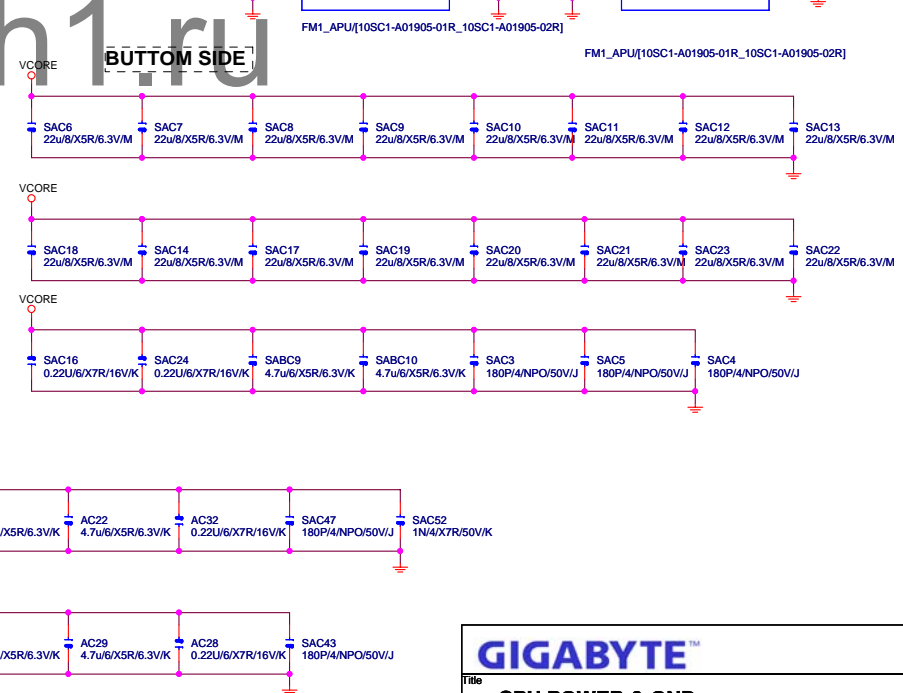 FM1_APU/[10SC1-A01905-01R_10SC1-A01905-02R]
FM1_APU/[10SC1-A01905-01R_10SC1-A01905-02R]
h1.ru
BUTTOM SIDE
VCORE
SAC6 SAC7 SAC8 SAC9 SAC10 SAC11 SAC12 SAC13
22u/8/X5R/6.3V/M 22u/8/X5R/6.3V/M 22u/8/X5R/6.3V/M 22u/8/X5R/6.3V/M 22u/8/X5R/6.3V/M 22u/8/X5R/6.3V/M 22u/8/X5R/6.3V/M 22u/8/X5R/6.3V/M
VCORE
SAC18 SAC14 SAC17 SAC19 SAC20 SAC21 SAC23 SAC22
22u/8/X5R/6.3V/M 22u/8/X5R/6.3V/M 22u/8/X5R/6.3V/M 22u/8/X5R/6.3V/M 22u/8/X5R/6.3V/M 22u/8/X5R/6.3V/M 22u/8/X5R/6.3V/M 22u/8/X5R/6.3V/M
VCORE
SAC16 SAC24 SABC9 SABC10 SAC3 SAC5 SAC4
0.22U/6/X7R/16V/K 0.22U/6/X7R/16V/K 4.7u/6/X5R/6.3V/K 4.7u/6/X5R/6.3V/K 180P/4/NPO/50V/J 180P/4/NPO/50V/J 180P/4/NPO/50V/J
AC22 AC32 SAC47 SAC52
/X5R/6.3V/K 4.7u/6/X5R/6.3V/K 0.22U/6/X7R/16V/K 180P/4/NPO/50V/J 1N/4/X7R/50V/K
AC29 AC28 SAC43
/X5R/6.3V/K 4.7u/6/X5R/6.3V/K 0.22U/6/X7R/16V/K 180P/4/NPO/50V/J
GIGABYTE™
Title